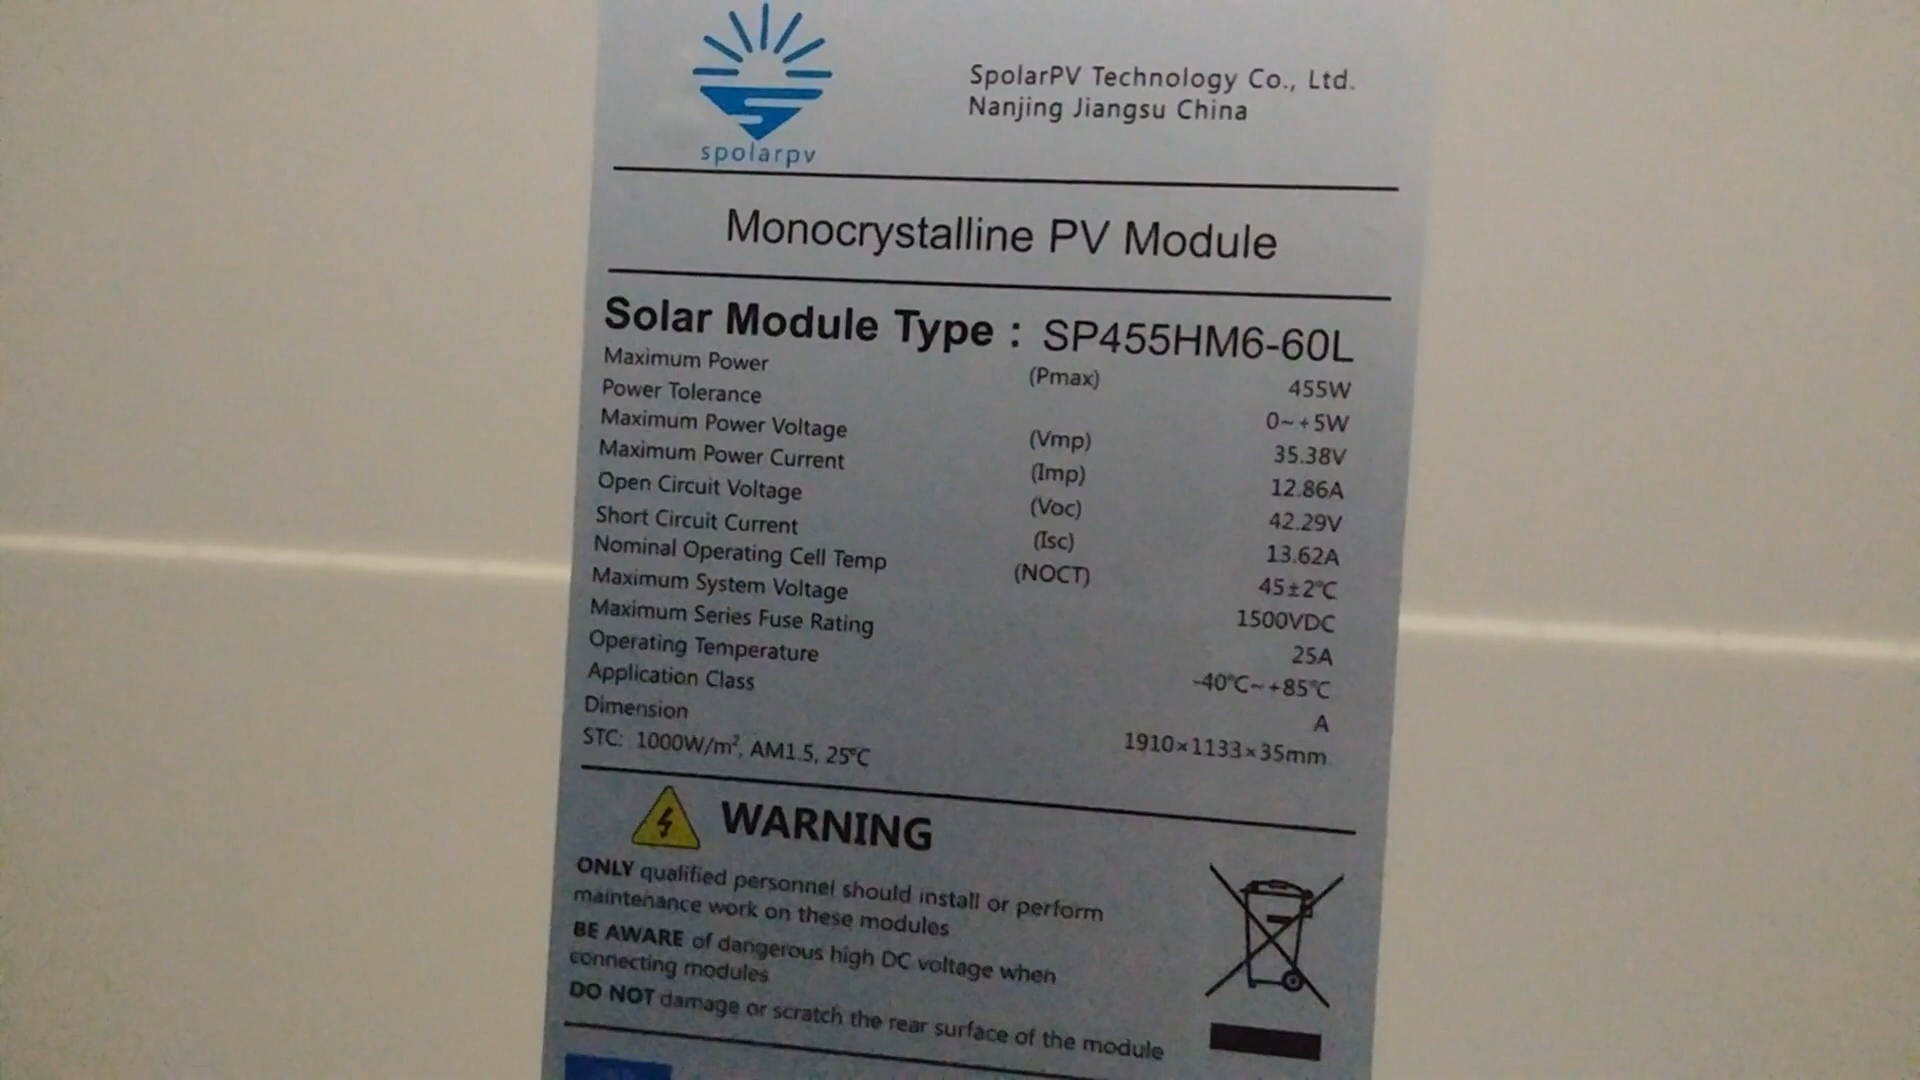 spolarpv
SpolarPV Technology Co., Ltd.
Nanjing Jiangsu China
Monocrystalline PV Module
Solar Module Type : SP455HM6-60L
Maximum Power (Pmax) 455W
Power Tolerance 0~+5W
Maximum Power Voltage (Vmp) 35.38V
Maximum Power Current (Imp) 12.86A
Open Circuit Voltage (Voc) 42.29V
Short Circuit Current (Isc) 13.62A
Nominal Operating Cell Temp (NOCT) 45±2℃
Maximum System Voltage 1500VDC
Maximum Series Fuse Rating 25A
Operating Temperature -40℃~+85℃
Application Class A
Dimension 1910×1133×35mm
STC: 1000W/m², AM1.5, 25℃
WARNING
ONLY qualified personnel should install or perform
maintenance work on these modules
BE AWARE of dangerous high DC voltage when
connecting modules
DO NOT damage or scratch the rear surface of the module